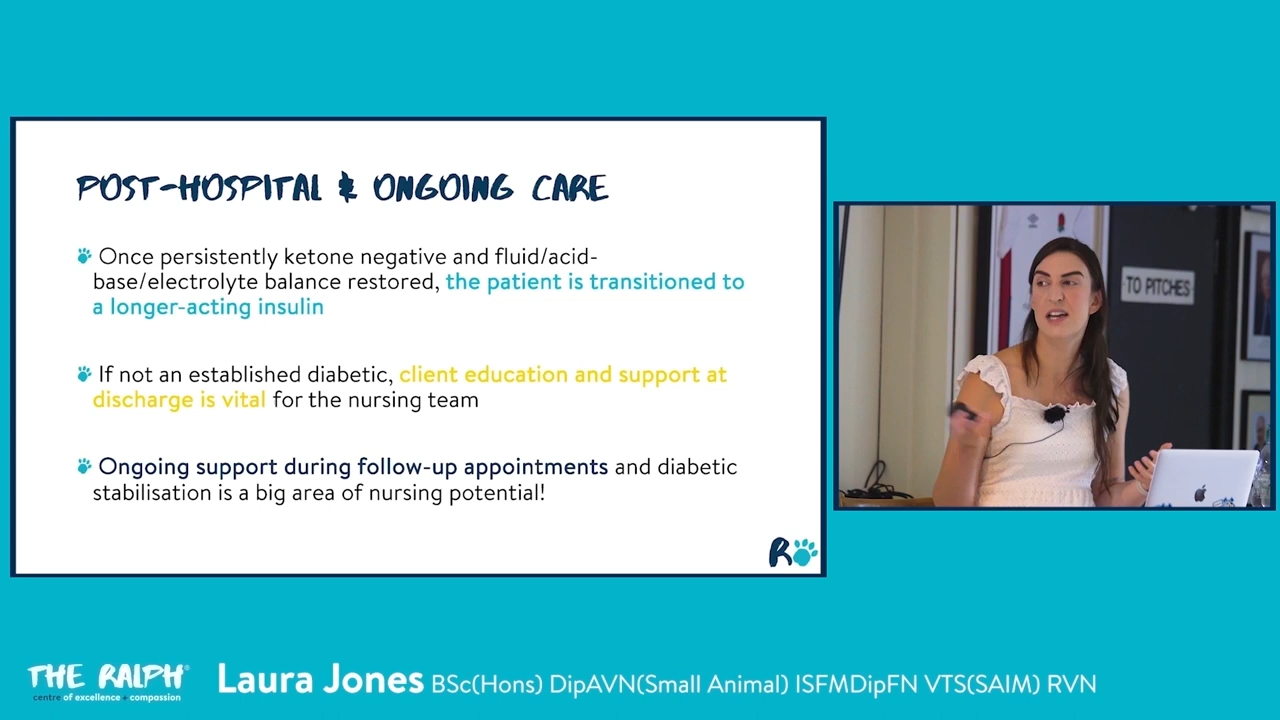 POST-HOSPITAL & ONGOING CARE
Once persistently ketone negative and fluid/acid-
base/electrolyte balance restored, the patient is transitioned to
a longer-acting insulin
If not an established diabetic, client education and support at
discharge is vital for the nursing team
Ongoing support during follow-up appointments and diabetic
stabilisation is a big area of nursing potential!
R
TO PITCHES
THE RALPH®
centre of excellence + compassion
Laura Jones BSc(Hons) DipAVN(Small Animal) ISFMDipFN VTS(SAIM) RVN